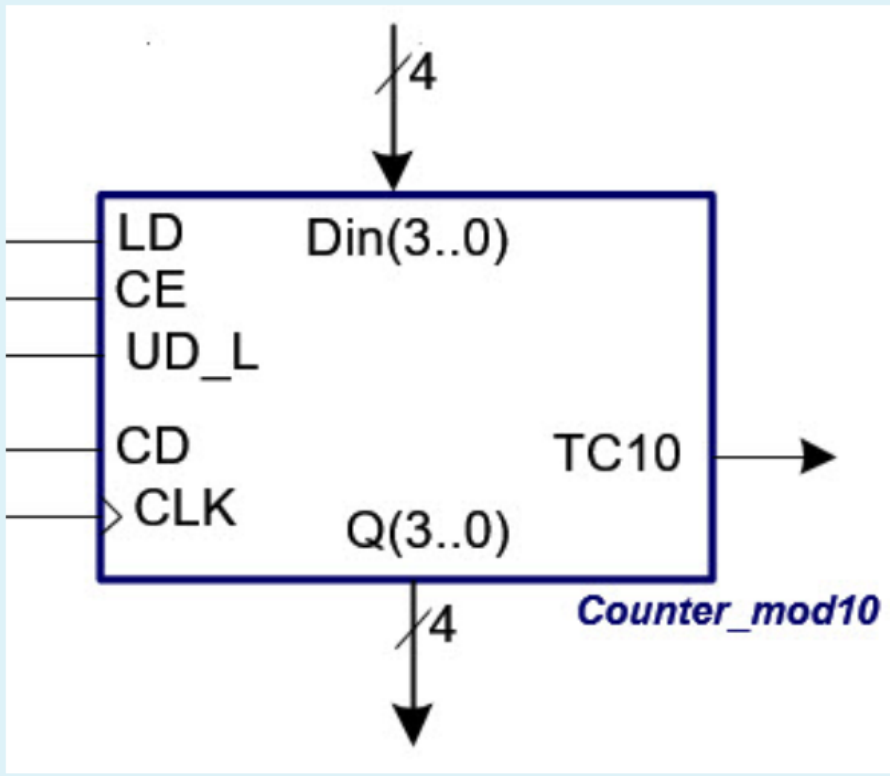 4
LD
Din(3..0)
CE
UD_L
CD
TC10
CLK
Q(3..0)
Counter_mod10
4